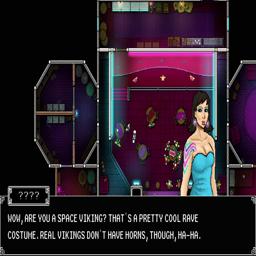 ????
WOW, ARE YOU A SPACE VIKING? THAT'S A PRETTY COOL RAVE
COSTUME. REAL VIKINGS DON'T HAVE HORNS, THOUGH, HA-HA.